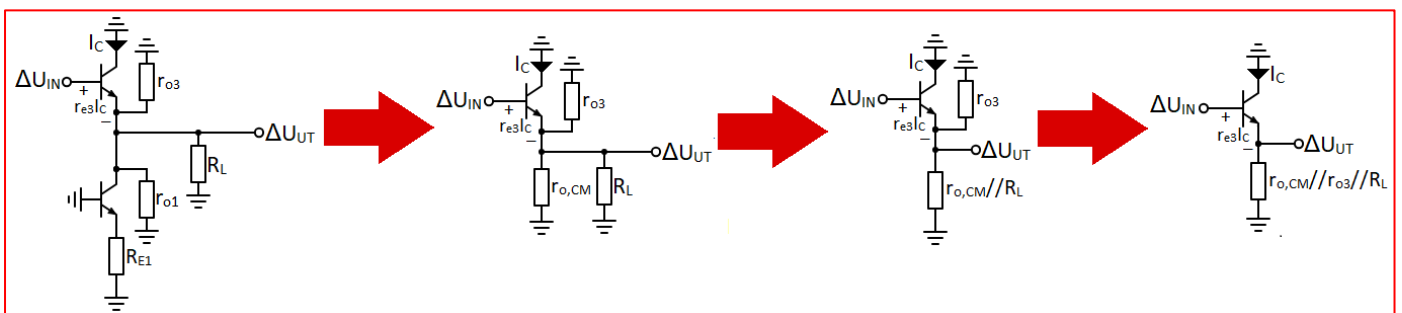 I_C
ΔU_IN
+
r_o3
r_e3I_C
−
ΔU_UT
R_L
r_o1
R_E1
I_C
ΔU_IN
+
r_o3
r_e3I_C
−
ΔU_UT
r_o,CM
R_L
I_C
ΔU_IN
+
r_o3
r_e3I_C
−
ΔU_UT
r_o,CM//R_L
I_C
ΔU_IN
+
r_e3I_C
−
ΔU_UT
r_o,CM//r_o3//R_L